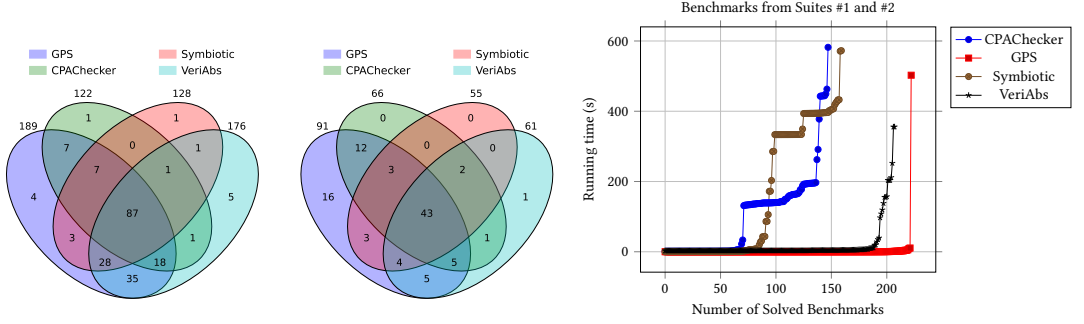 GPS Symbiotic
CPAChecker VeriAbs
122 128
189 176
1 1
7 0 1
7 1
4 5
87
3 1
28 18
35
GPS Symbiotic
CPAChecker VeriAbs
66 55
91 61
0 0
12 0 0
3 2
16 1
43
3 1
4 5
5
Benchmarks from Suites #1 and #2
Running time (s)
600
400
200
0
0 50 100 150 200
Number of Solved Benchmarks
CPAChecker
GPS
Symbiotic
VeriAbs